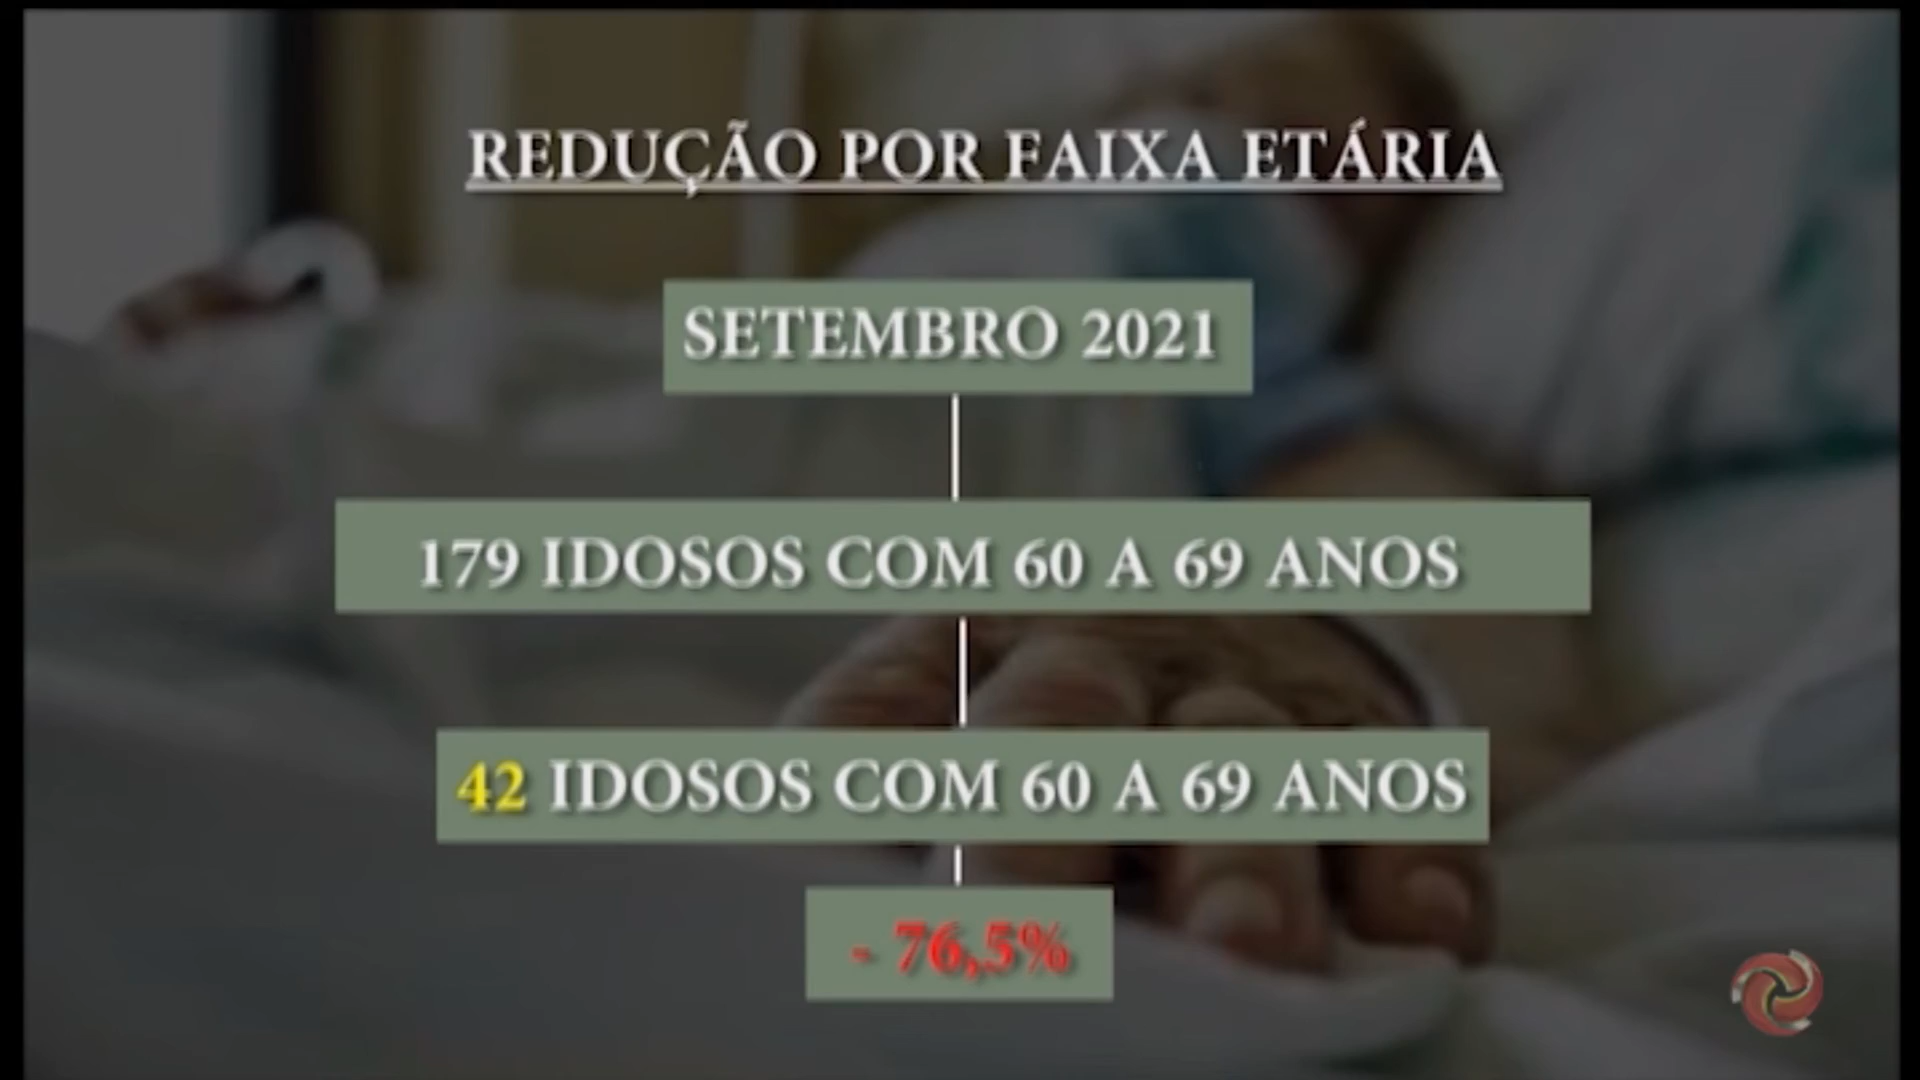 REDUÇÃO POR FAIXA ETÁRIA
SETEMBRO 2021
179 IDOSOS COM 60 A 69 ANOS
42 IDOSOS COM 60 A 69 ANOS
- 76,5%